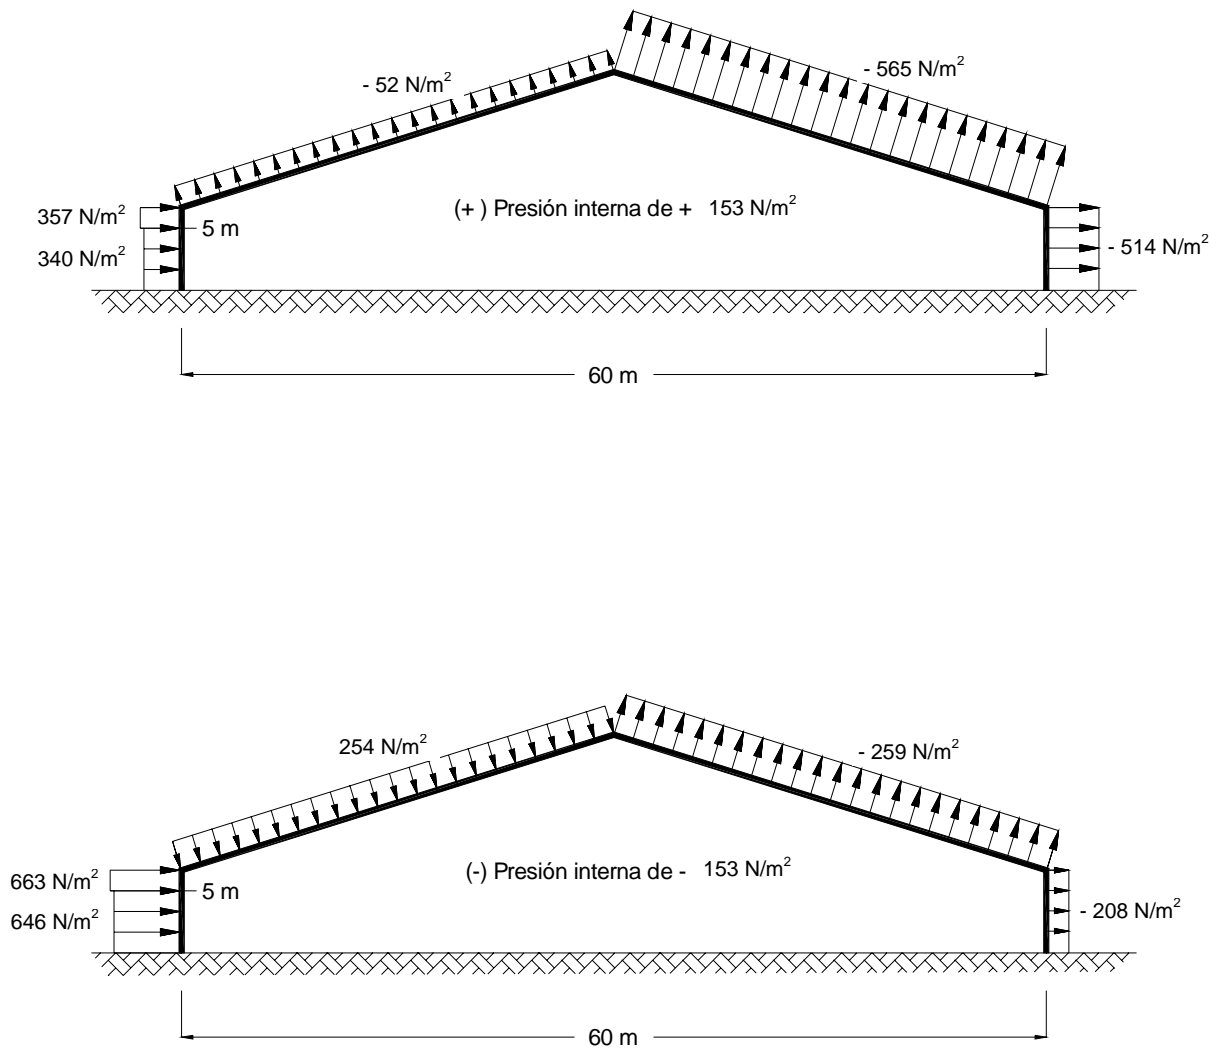 - 52 N/m²
- 565 N/m²
357 N/m²
5 m
(+ ) Presión interna de + 153 N/m²
340 N/m²
- 514 N/m²
60 m
254 N/m²
- 259 N/m²
663 N/m²
5 m
(-) Presión interna de - 153 N/m²
646 N/m²
- 208 N/m²
60 m